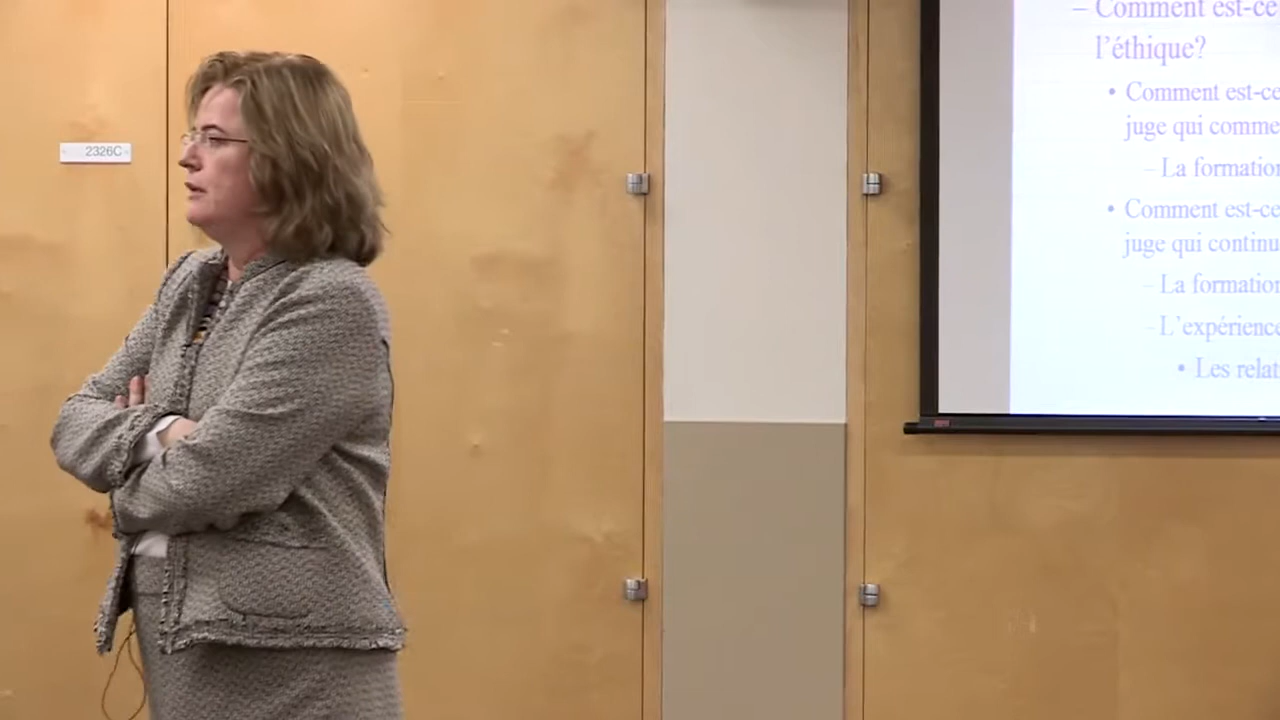 2326C
– Comment est-ce
l'éthique?
• Comment est-ce
juge qui comme
– La formation
• Comment est-ce
juge qui continu
– La formation
– L'expérience
• Les relat